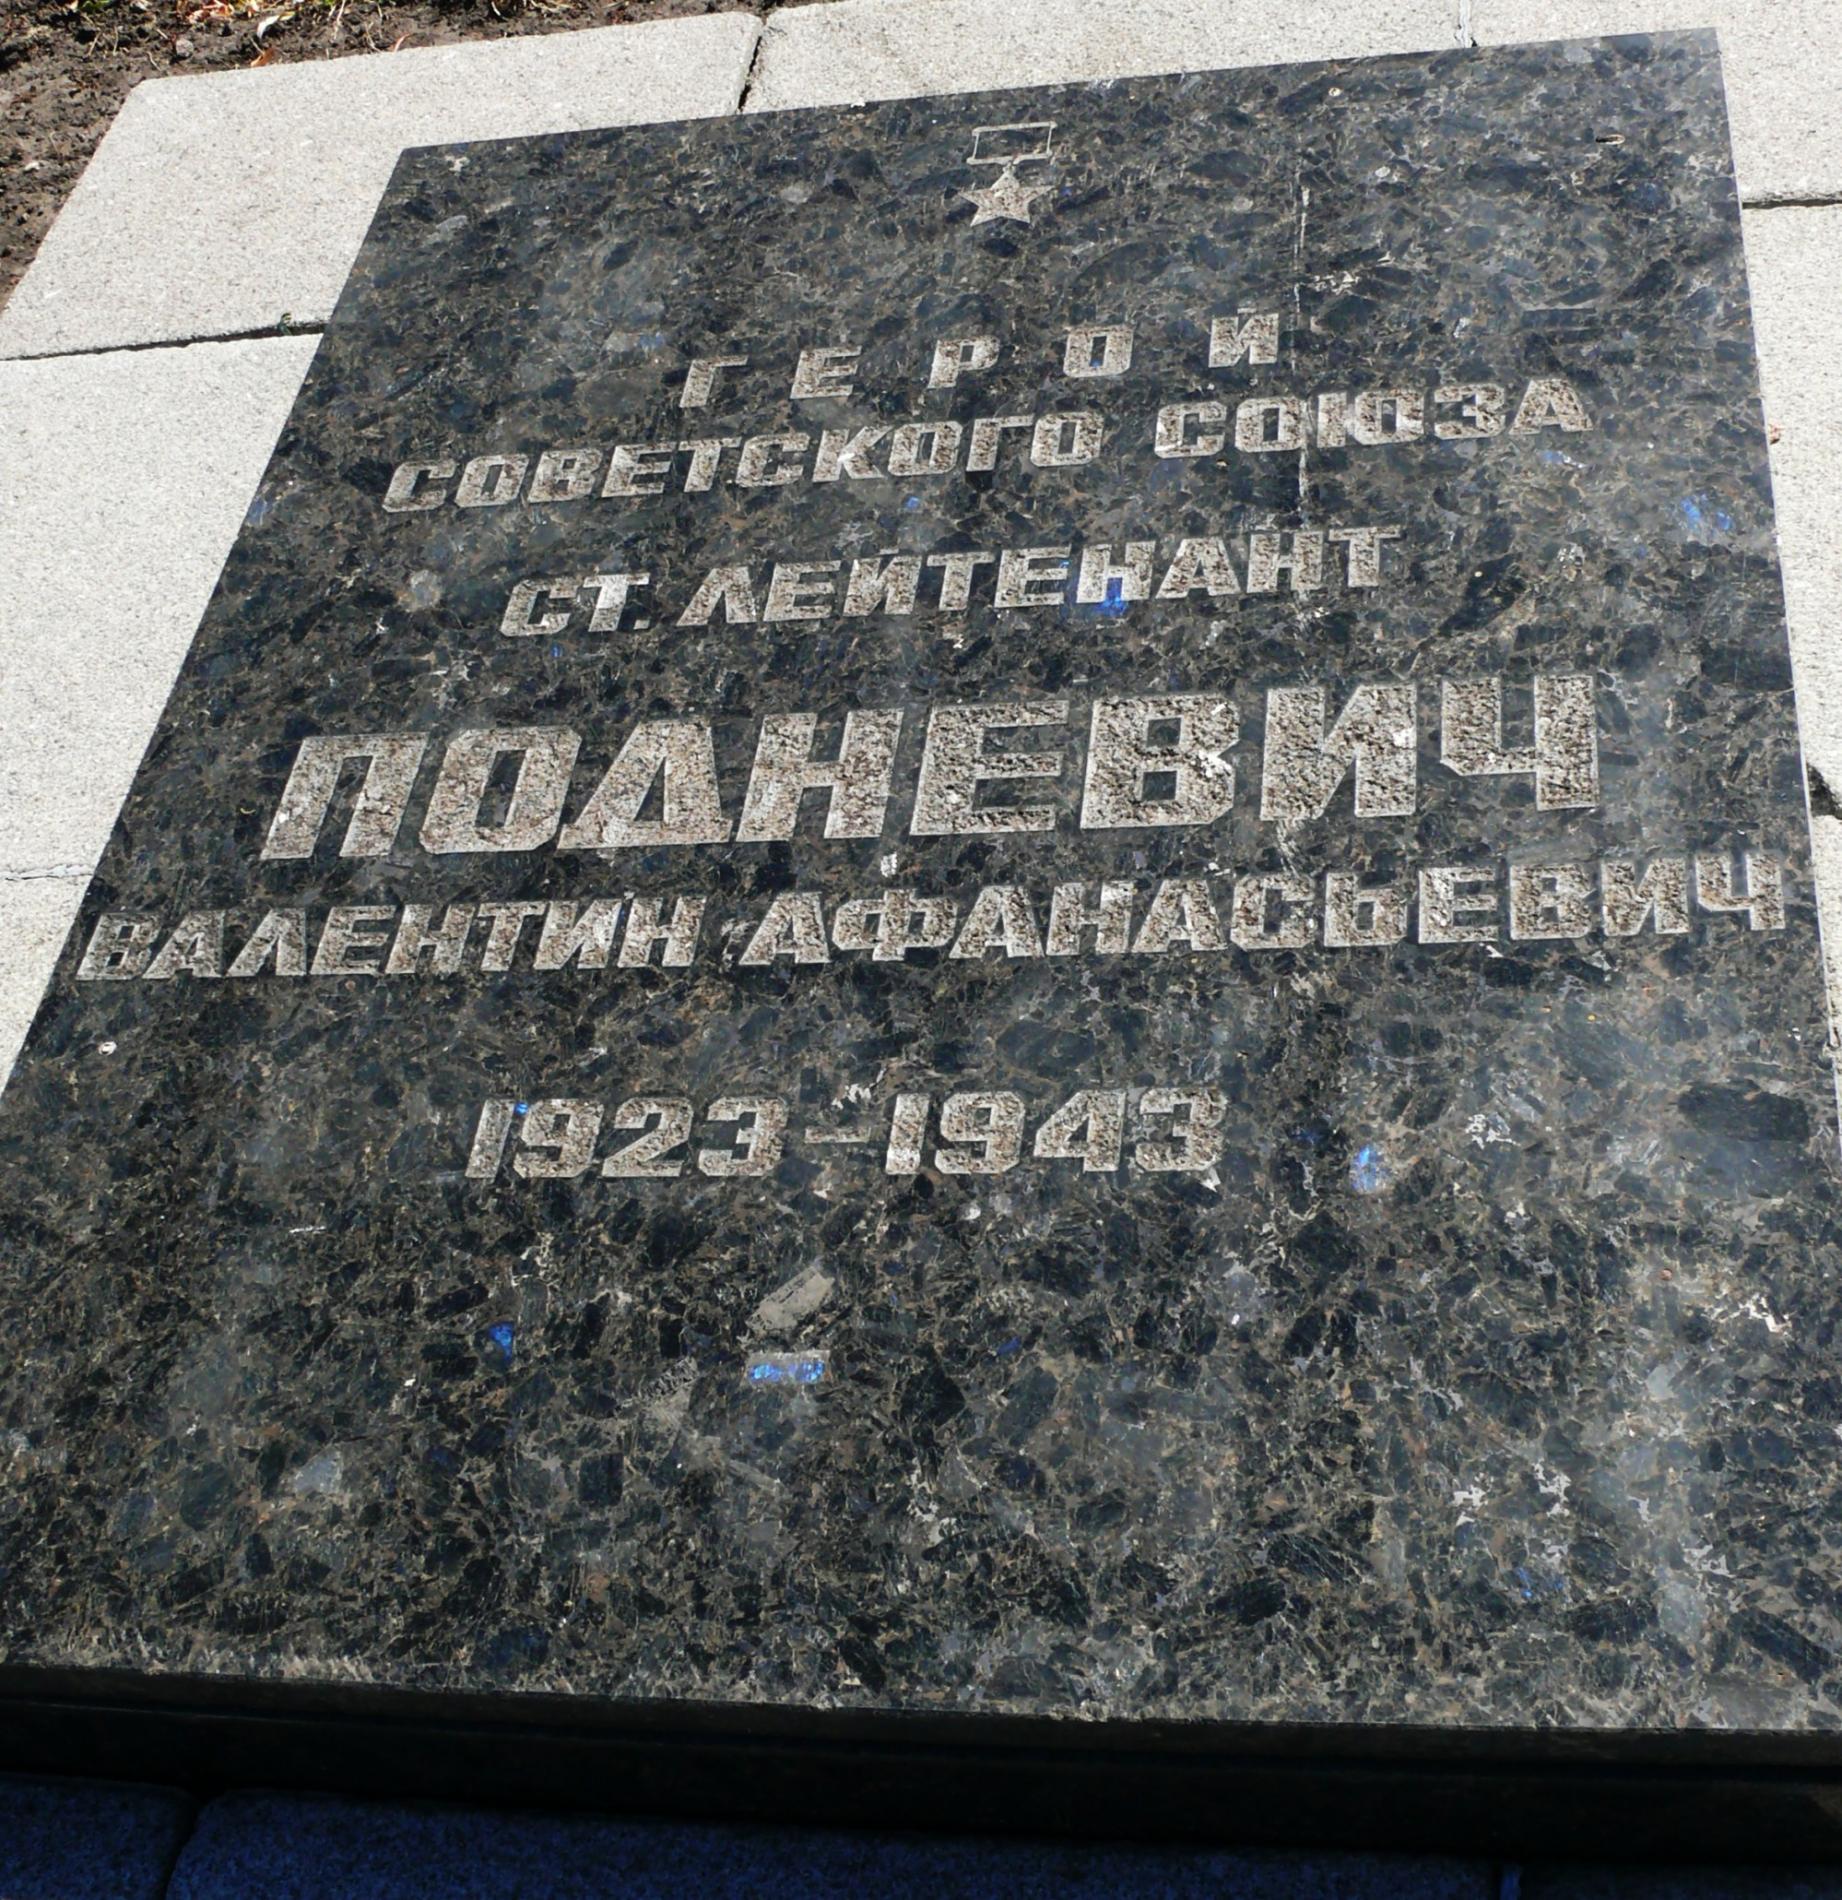 ГЕРОЙ
СОВЕТСКОГО СОЮЗА
СТ. ЛЕЙТЕНАНТ
ПОДНЕВИЧ
ВАЛЕНТИН АФАНАСЬЕВИЧ
1923-1943